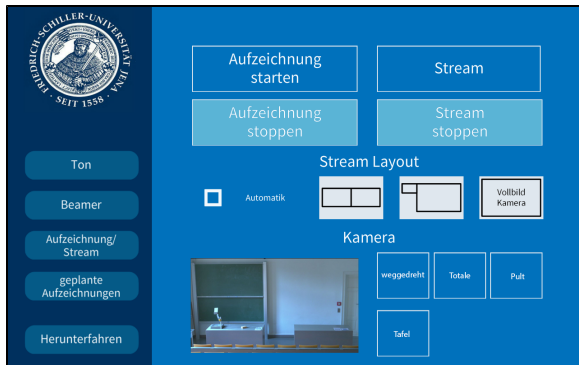 FRIEDRICH-SCHILLER-UNIVERSITÄT JENA
SEIT 1558
Ton
Beamer
Aufzeichnung/
Stream
geplante
Aufzeichnungen
Herunterfahren
Aufzeichnung
starten
Stream
Aufzeichnung
stoppen
Stream
stoppen
Stream Layout
Automatik
Vollbild
Kamera
Kamera
weggedreht
Totale
Pult
Tafel